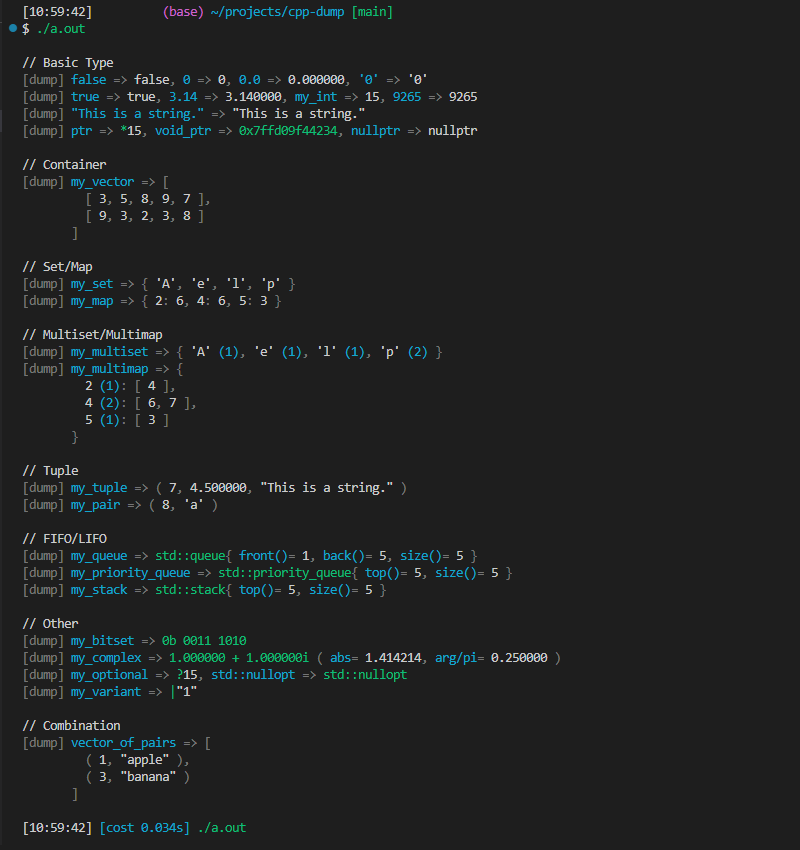 [10:59:42] (base) ~/projects/cpp-dump [main]
$ ./a.out
// Basic Type
[dump] false => false, 0 => 0, 0.0 => 0.000000, '0' => '0'
[dump] true => true, 3.14 => 3.140000, my_int => 15, 9265 => 9265
[dump] "This is a string." => "This is a string."
[dump] ptr => *15, void_ptr => 0x7ffd09f44234, nullptr => nullptr
// Container
[dump] my_vector => [
[ 3, 5, 8, 9, 7 ],
[ 9, 3, 2, 3, 8 ]
]
// Set/Map
[dump] my_set => { 'A', 'e', 'l', 'p' }
[dump] my_map => { 2: 6, 4: 6, 5: 3 }
// Multiset/Multimap
[dump] my_multiset => { 'A' (1), 'e' (1), 'l' (1), 'p' (2) }
[dump] my_multimap => {
2 (1): [ 4 ],
4 (2): [ 6, 7 ],
5 (1): [ 3 ]
}
// Tuple
[dump] my_tuple => ( 7, 4.500000, "This is a string." )
[dump] my_pair => ( 8, 'a' )
// FIFO/LIFO
[dump] my_queue => std::queue{ front()= 1, back()= 5, size()= 5 }
[dump] my_priority_queue => std::priority_queue{ top()= 5, size()= 5 }
[dump] my_stack => std::stack{ top()= 5, size()= 5 }
// Other
[dump] my_bitset => 0b 0011 1010
[dump] my_complex => 1.000000 + 1.000000i ( abs= 1.414214, arg/pi= 0.250000 )
[dump] my_optional => ?15, std::nullopt => std::nullopt
[dump] my_variant => |"1"
// Combination
[dump] vector_of_pairs => [
( 1, "apple" ),
( 3, "banana" )
]
[10:59:42] [cost 0.034s] ./a.out